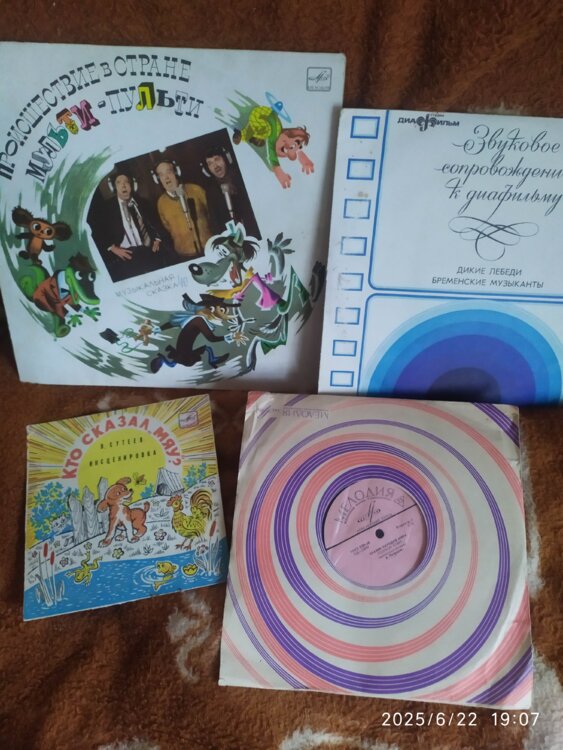 ПРОИСШЕСТВИЕ В СТРАНЕ
МУЛЬТИ-ПУЛЬТИ
МУЗЫКАЛЬНАЯ
СКАЗКА
ДИАФИЛЬМ
Звуковое
сопровождени
к диафильму
ДИКИЕ ЛЕБЕДИ
БРЕМЕНСКИЕ МУЗЫКАНТЫ
КТО СКАЗАЛ МЯУ?
В. СУТЕЕВ
ИНСЦЕНИРОВКА
МЕЛОДИЯ
МЕЛОДИЯ
2025/6/22 19:07